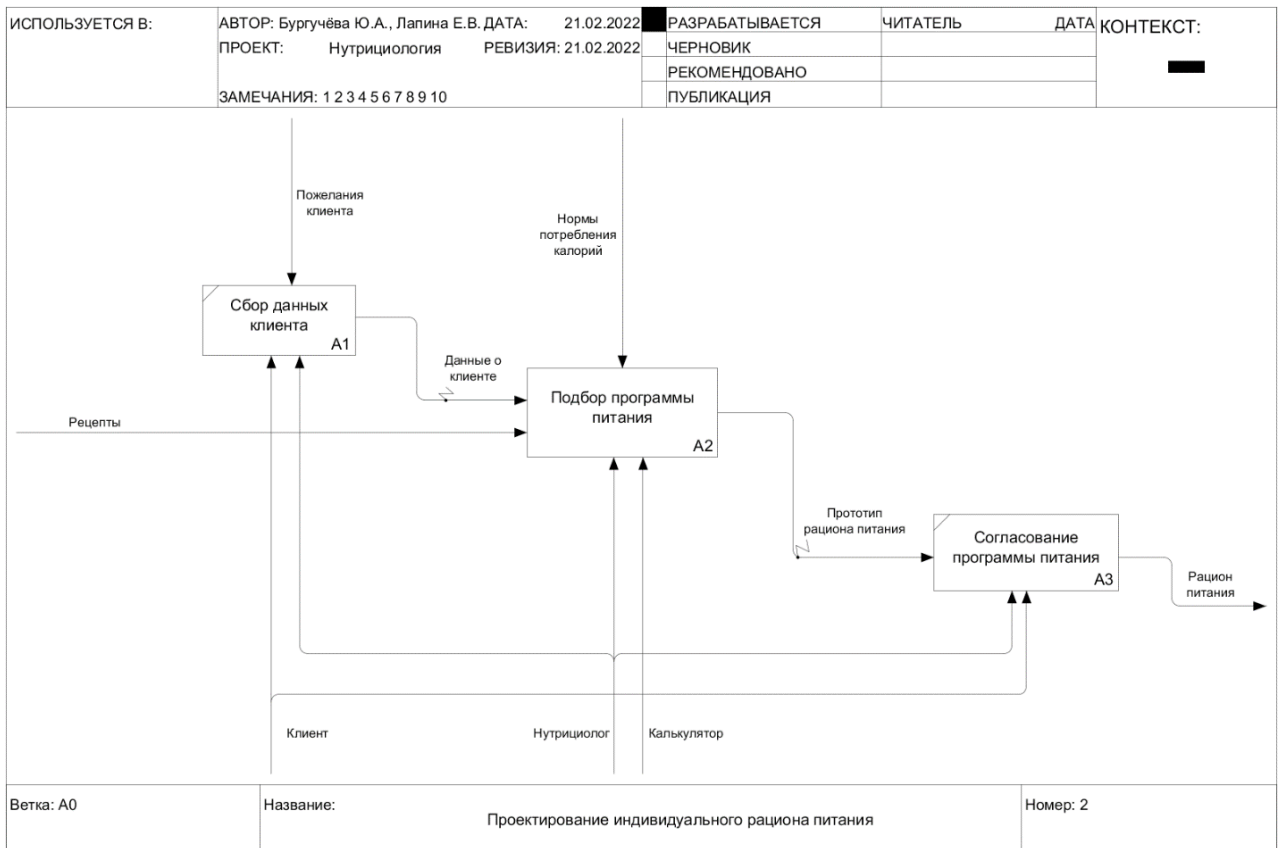 ИСПОЛЬЗУЕТСЯ В:
АВТОР: Бургучёва Ю.А., Лапина Е.В. ДАТА: 21.02.2022
ПРОЕКТ: Нутрициология РЕВИЗИЯ: 21.02.2022
ЗАМЕЧАНИЯ: 1 2 3 4 5 6 7 8 9 10
РАЗРАБАТЫВАЕТСЯ
ЧЕРНОВИК
РЕКОМЕНДОВАНО
ПУБЛИКАЦИЯ
ЧИТАТЕЛЬ ДАТА
КОНТЕКСТ:
Пожелания
клиента
Нормы
потребления
калорий
Сбор данных
клиента
A1
Данные о
клиенте
Рецепты
Подбор программы
питания
A2
Прототип
рациона питания
Согласование
программы питания
A3
Рацион
питания
Клиент
Нутрициолог
Калькулятор
Ветка: A0
Название:
Проектирование индивидуального рациона питания
Номер: 2